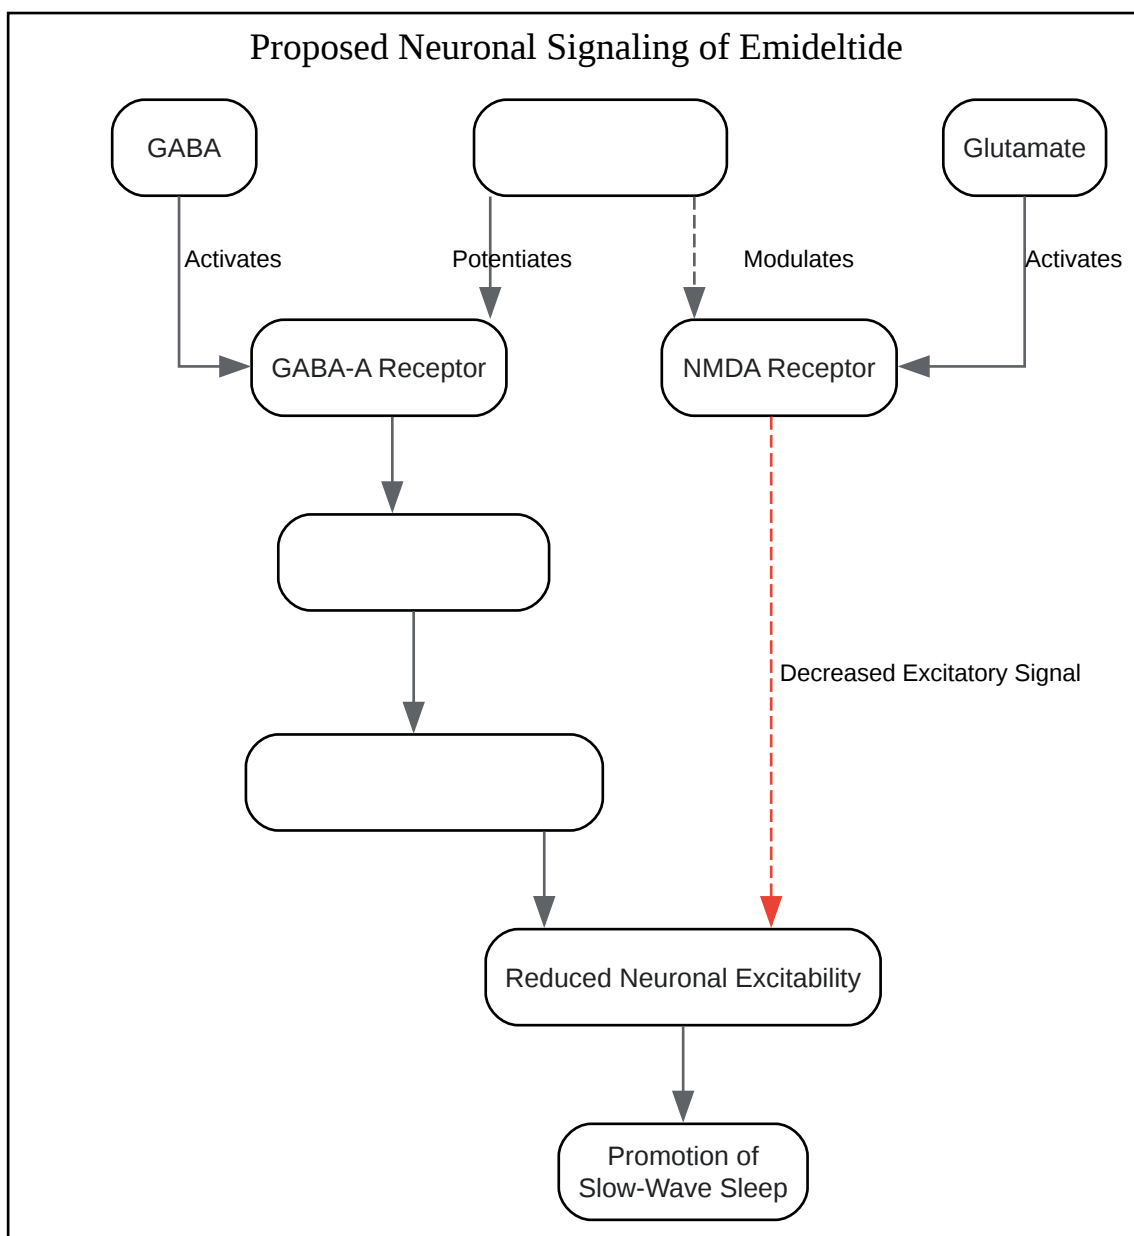 Proposed Neuronal Signaling of Emideltide
GABA
Glutamate
Activates
Potentiates
Modulates
Activates
GABA-A Receptor
NMDA Receptor
Decreased Excitatory Signal
Reduced Neuronal Excitability
Promotion of
Slow-Wave Sleep